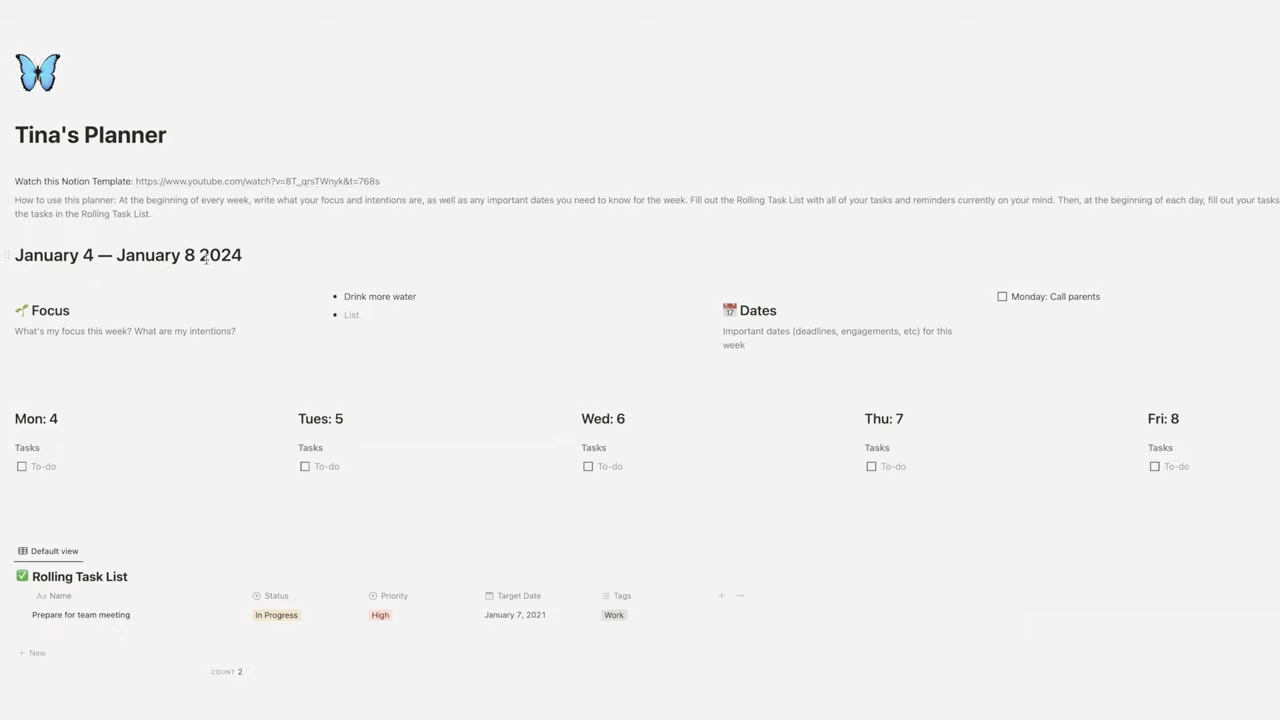 Tina's Planner
Watch this Notion Template: https://www.youtube.com/watch?v=8T_qrsTWnyk&t=768s
How to use this planner: At the beginning of every week, write what your focus and intentions are, as well as any important dates you need to know for the week. Fill out the Rolling Task List with all of your tasks and reminders currently on your mind. Then, at the beginning of each day, fill out your tasks
the tasks in the Rolling Task List.
January 4 — January 8 2024
🌱 Focus
What's my focus this week? What are my intentions?
• Drink more water
• List
📅 Dates
Important dates (deadlines, engagements, etc) for this
week
Monday: Call parents
Mon: 4
Tasks
To-do
Tues: 5
Tasks
To-do
Wed: 6
Tasks
To-do
Thu: 7
Tasks
To-do
Fri: 8
Tasks
To-do
Default view
✅ Rolling Task List
Aa Name Status Priority Target Date Tags + ···
Prepare for team meeting In Progress High January 7, 2021 Work
+ New
COUNT 2